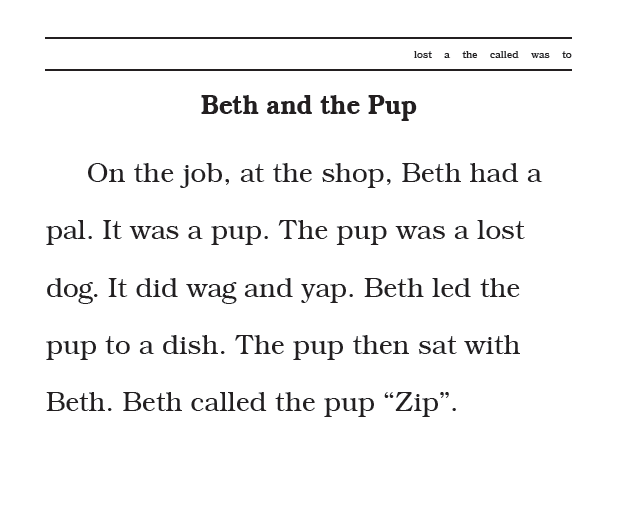 lost a the called was to
Beth and the Pup
On the job, at the shop, Beth had a
pal. It was a pup. The pup was a lost
dog. It did wag and yap. Beth led the
pup to a dish. The pup then sat with
Beth. Beth called the pup “Zip”.